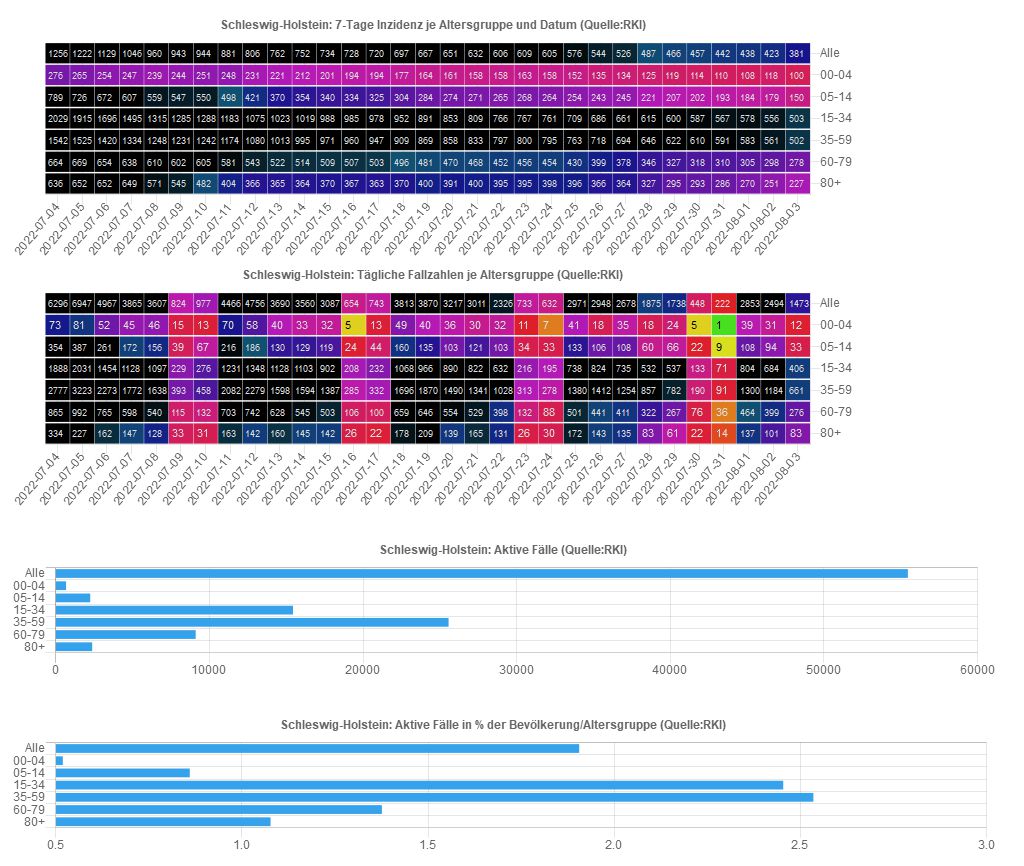 Schleswig-Holstein: 7-Tage Inzidenz je Altersgruppe und Datum (Quelle:RKI)
1256 1222 1129 1046 960 943 944 881 806 762 752 734 728 720 697 667 651 632 606 609 605 576 544 526 487 466 457 442 438 423 381 Alle
276 265 254 247 239 244 251 248 231 221 212 201 194 194 177 164 161 158 158 163 158 152 135 134 125 119 114 110 108 118 100 00-04
789 726 672 607 559 547 550 498 421 370 354 340 334 325 304 284 274 271 265 268 264 254 243 245 221 207 202 193 184 179 150 05-14
2029 1915 1696 1495 1315 1285 1288 1183 1075 1023 1019 988 985 978 952 891 853 809 766 767 761 709 686 661 615 600 587 567 578 556 503 15-34
1542 1525 1420 1334 1248 1231 1242 1174 1080 1013 995 971 960 947 909 869 858 833 797 800 795 763 718 694 646 622 610 591 583 561 502 35-59
664 669 654 638 610 602 605 581 543 522 514 509 507 503 496 481 470 468 452 456 454 430 399 378 346 327 318 310 305 298 278 60-79
636 652 652 649 571 545 482 404 366 365 364 370 367 363 370 400 391 400 395 395 398 396 366 364 327 295 293 286 270 251 227 80+
2022-07-04 2022-07-05 2022-07-06 2022-07-07 2022-07-08 2022-07-09 2022-07-10 2022-07-11 2022-07-12 2022-07-13 2022-07-14 2022-07-15 2022-07-16 2022-07-17 2022-07-18 2022-07-19 2022-07-20 2022-07-21 2022-07-22 2022-07-23 2022-07-24 2022-07-25 2022-07-26 2022-07-27 2022-07-28 2022-07-29 2022-07-30 2022-07-31 2022-08-01 2022-08-02 2022-08-03
Schleswig-Holstein: Tägliche Fallzahlen je Altersgruppe (Quelle:RKI)
6296 6947 4967 3865 3607 824 977 4466 4756 3690 3560 3087 654 743 3813 3870 3217 3011 2326 733 632 2971 2948 2678 1875 1738 448 222 2853 2494 1473 Alle
73 81 52 45 46 15 13 70 58 40 33 32 5 13 49 40 36 30 32 11 7 41 18 35 18 24 5 1 39 31 12 00-04
354 387 261 172 156 39 67 216 186 130 129 119 24 44 160 135 103 121 103 34 33 133 106 108 60 66 22 9 108 94 33 05-14
1888 2031 1454 1128 1097 229 276 1231 1348 1128 1103 902 208 232 1068 966 890 822 632 216 195 738 824 735 532 537 133 71 804 684 406 15-34
2777 3223 2273 1772 1638 393 458 2082 2279 1598 1594 1387 285 332 1696 1870 1490 1341 1028 313 278 1380 1412 1254 857 782 190 91 1300 1184 661 35-59
865 992 765 598 540 115 132 703 742 628 545 503 106 100 659 646 554 529 398 132 88 501 441 411 322 267 76 36 464 399 276 60-79
334 227 162 147 128 33 31 163 142 160 145 142 26 22 178 209 139 165 131 26 30 172 143 135 83 61 22 14 137 101 83 80+
2022-07-04 2022-07-05 2022-07-06 2022-07-07 2022-07-08 2022-07-09 2022-07-10 2022-07-11 2022-07-12 2022-07-13 2022-07-14 2022-07-15 2022-07-16 2022-07-17 2022-07-18 2022-07-19 2022-07-20 2022-07-21 2022-07-22 2022-07-23 2022-07-24 2022-07-25 2022-07-26 2022-07-27 2022-07-28 2022-07-29 2022-07-30 2022-07-31 2022-08-01 2022-08-02 2022-08-03
Schleswig-Holstein: Aktive Fälle (Quelle:RKI)
Alle
00-04
05-14
15-34
35-59
60-79
80+
0 10000 20000 30000 40000 50000 60000
Schleswig-Holstein: Aktive Fälle in % der Bevölkerung/Altersgruppe (Quelle:RKI)
Alle
00-04
05-14
15-34
35-59
60-79
80+
0.5 1.0 1.5 2.0 2.5 3.0